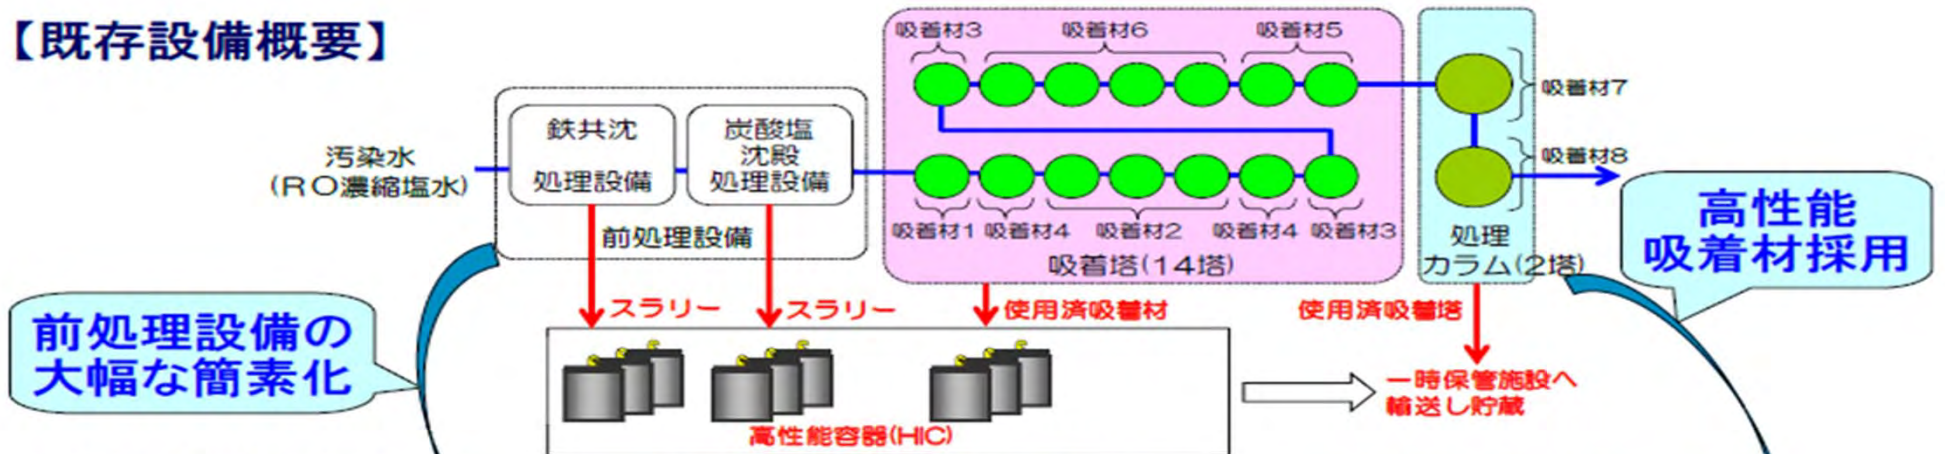 【既存設備概要】
吸着材3
吸着材6
吸着材5
吸着材7
鉄共沈
処理設備
炭酸塩
沈殿
処理設備
汚染水
(RO濃縮塩水)
吸着材8
前処理設備
吸着材1
吸着材4
吸着材2
吸着材4
吸着材3
吸着塔(14塔)
処理
カラム(2塔)
高性能
吸着材採用
前処理設備の
大幅な簡素化
スラリー
スラリー
使用済吸着材
使用済吸着塔
一時保管施設へ
輸送し貯蔵
高性能容器(HIC)